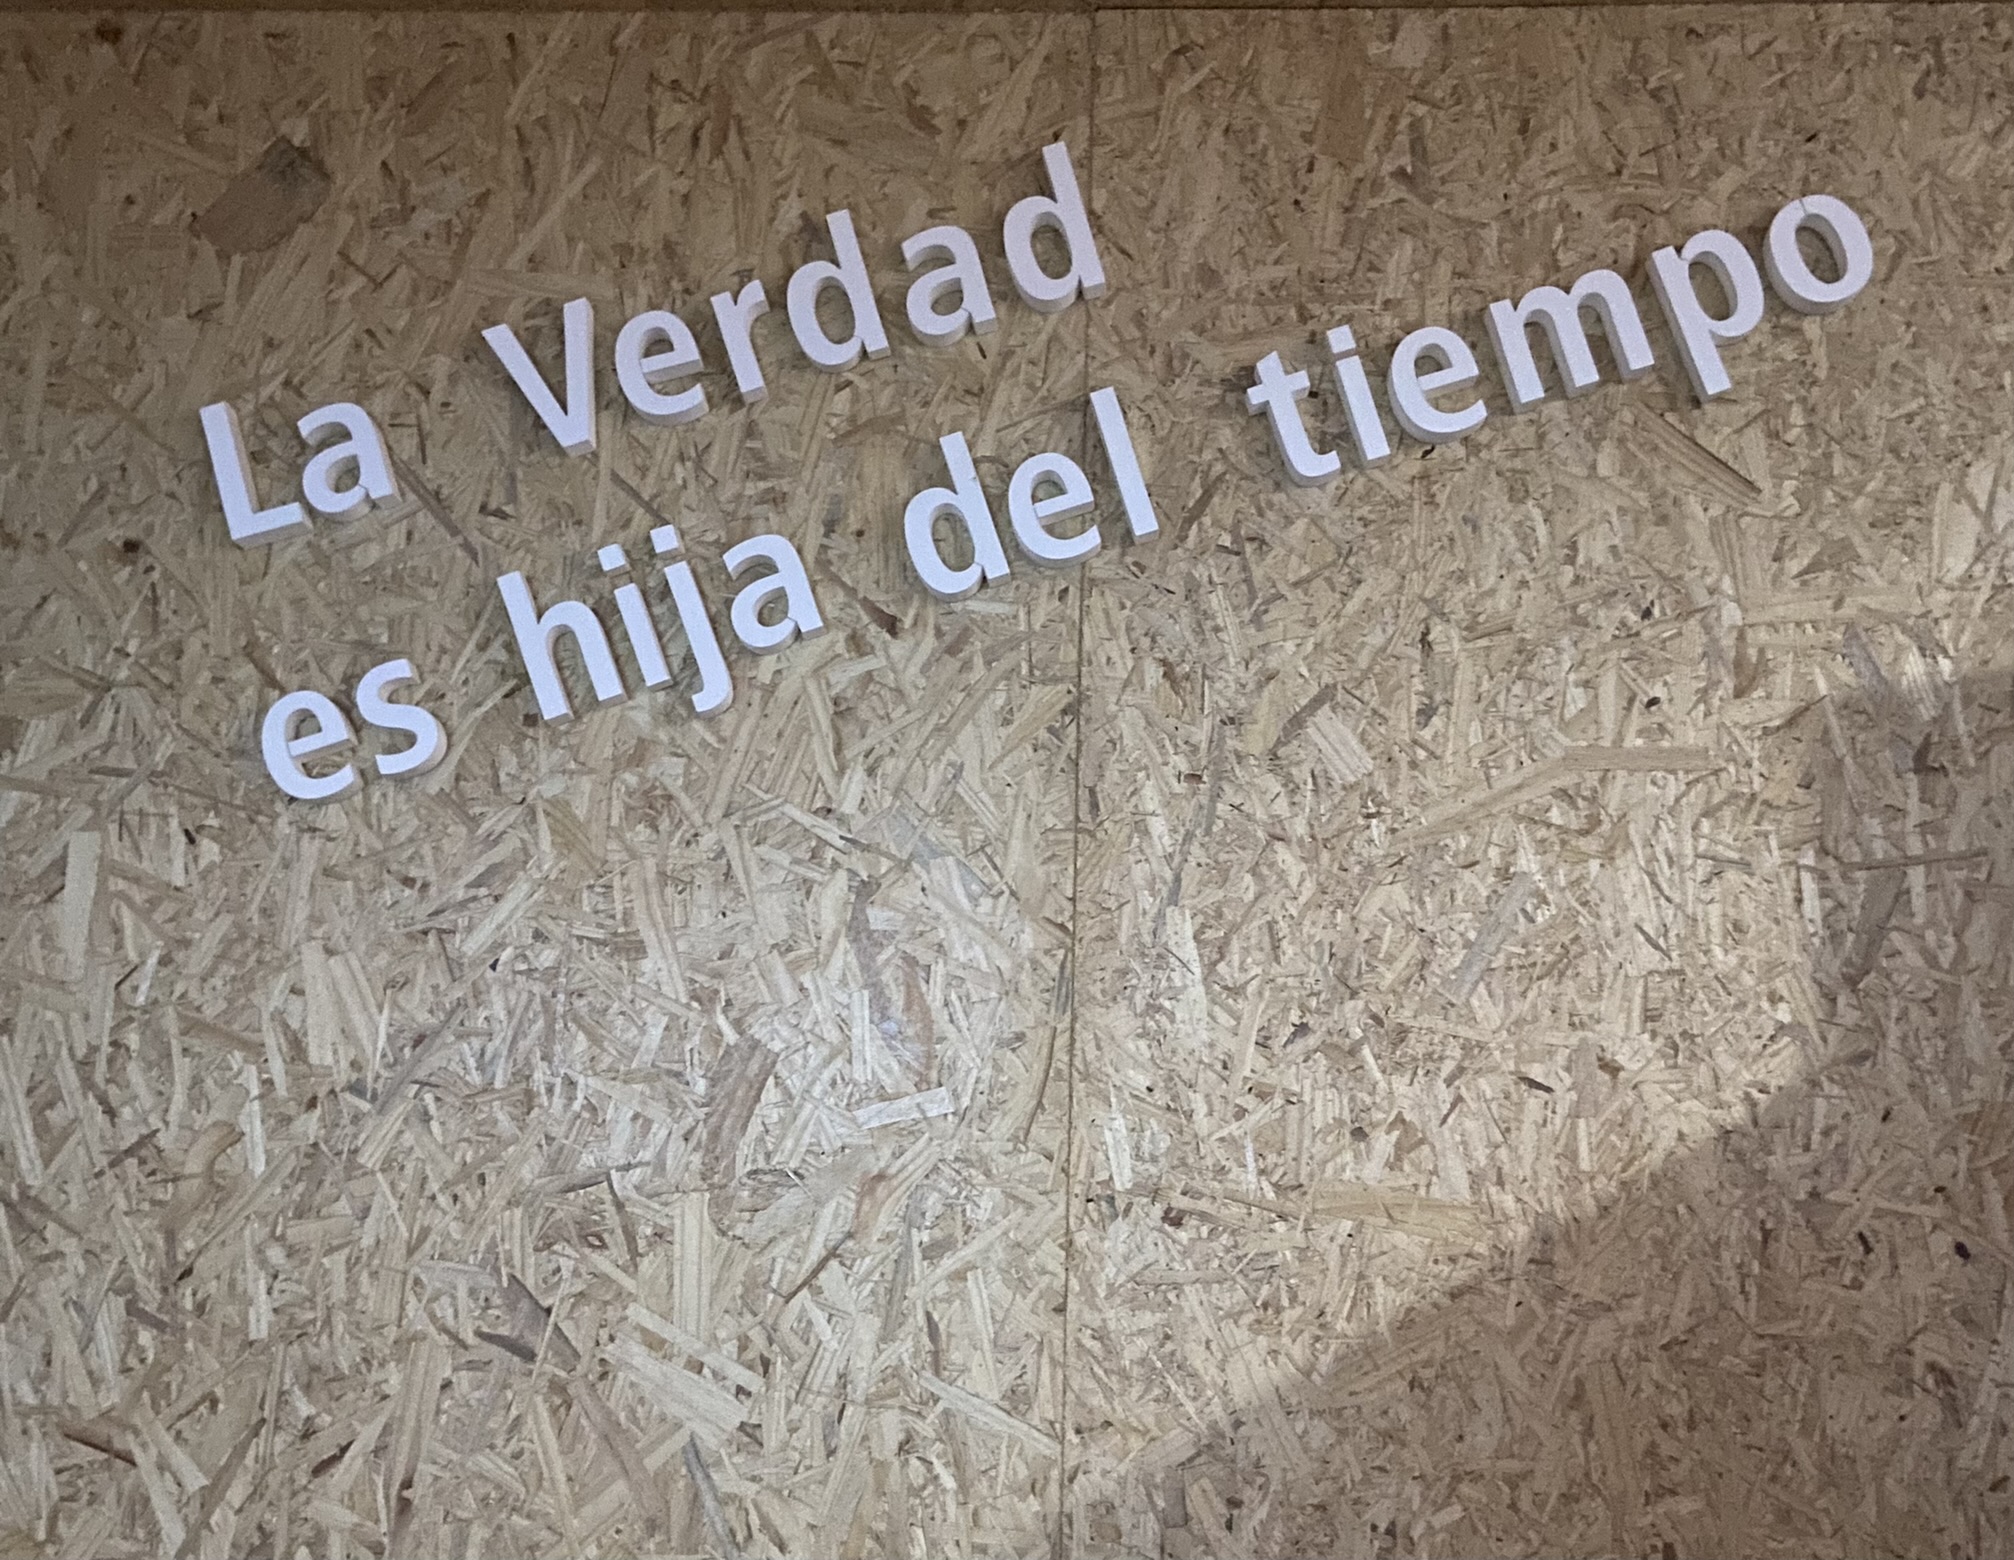 La Verdad
es hija del tiempo